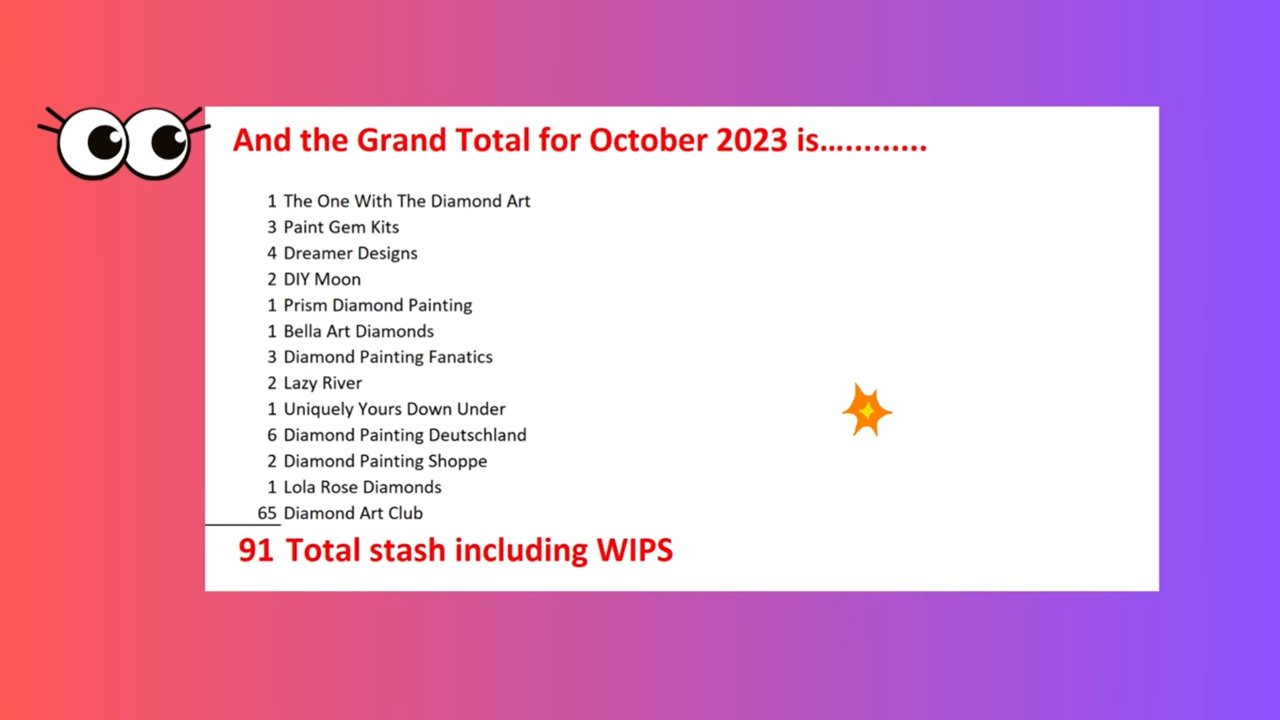 And the Grand Total for October 2023 is............
1 The One With The Diamond Art
3 Paint Gem Kits
4 Dreamer Designs
2 DIY Moon
1 Prism Diamond Painting
1 Bella Art Diamonds
3 Diamond Painting Fanatics
2 Lazy River
1 Uniquely Yours Down Under
6 Diamond Painting Deutschland
2 Diamond Painting Shoppe
1 Lola Rose Diamonds
65 Diamond Art Club
91 Total stash including WIPS